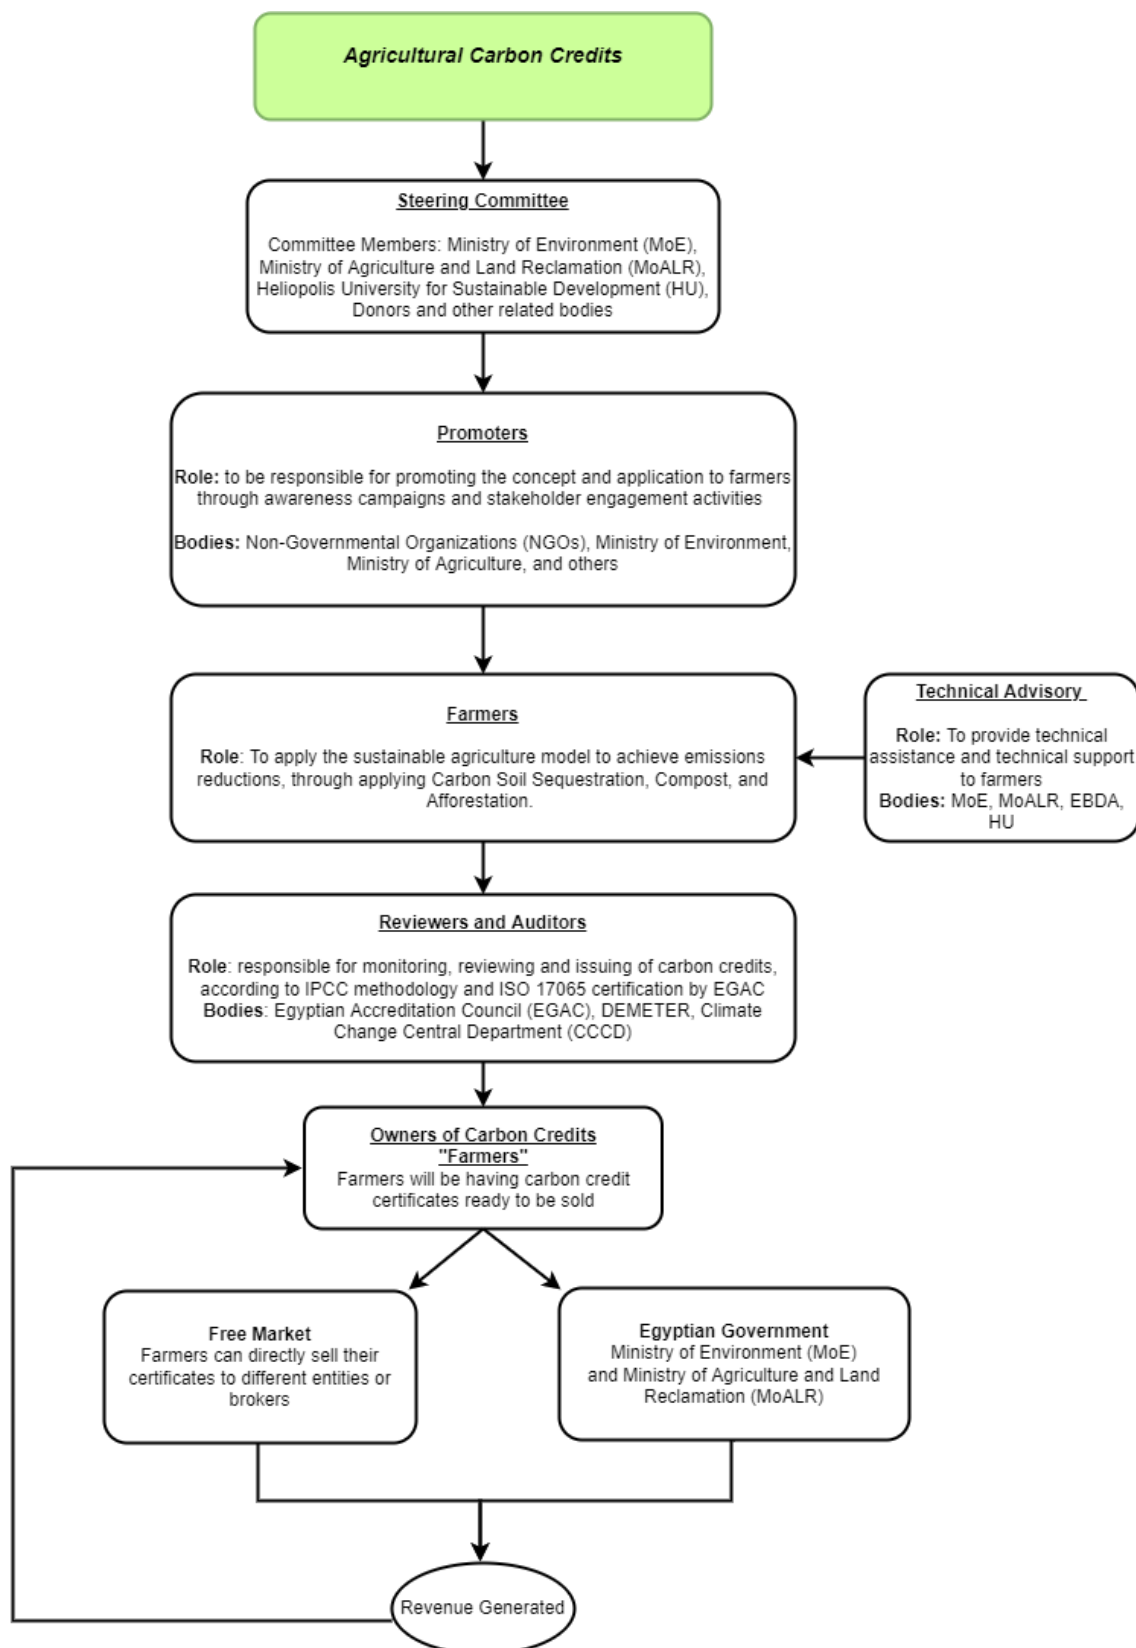 Agricultural Carbon Credits
Steering Committee
Committee Members: Ministry of Environment (MoE),
Ministry of Agriculture and Land Reclamation (MoALR),
Heliopolis University for Sustainable Development (HU),
Donors and other related bodies
Promoters
Role: to be responsible for promoting the concept and application to farmers
through awareness campaigns and stakeholder engagement activities
Bodies: Non-Governmental Organizations (NGOs), Ministry of Environment,
Ministry of Agriculture, and others
Farmers
Role: To apply the sustainable agriculture model to achieve emissions
reductions, through applying Carbon Soil Sequestration, Compost, and
Afforestation.
Technical Advisory
Role: To provide technical
assistance and technical support
to farmers
Bodies: MoE, MoALR, EBDA,
HU
Reviewers and Auditors
Role: responsible for monitoring, reviewing and issuing of carbon credits,
according to IPCC methodology and ISO 17065 certification by EGAC
Bodies: Egyptian Accreditation Council (EGAC), DEMETER, Climate
Change Central Department (CCCD)
Owners of Carbon Credits
"Farmers"
Farmers will be having carbon credit
certificates ready to be sold
Free Market
Farmers can directly sell their
certificates to different entities or
brokers
Egyptian Government
Ministry of Environment (MoE)
and Ministry of Agriculture and Land
Reclamation (MoALR)
Revenue Generated